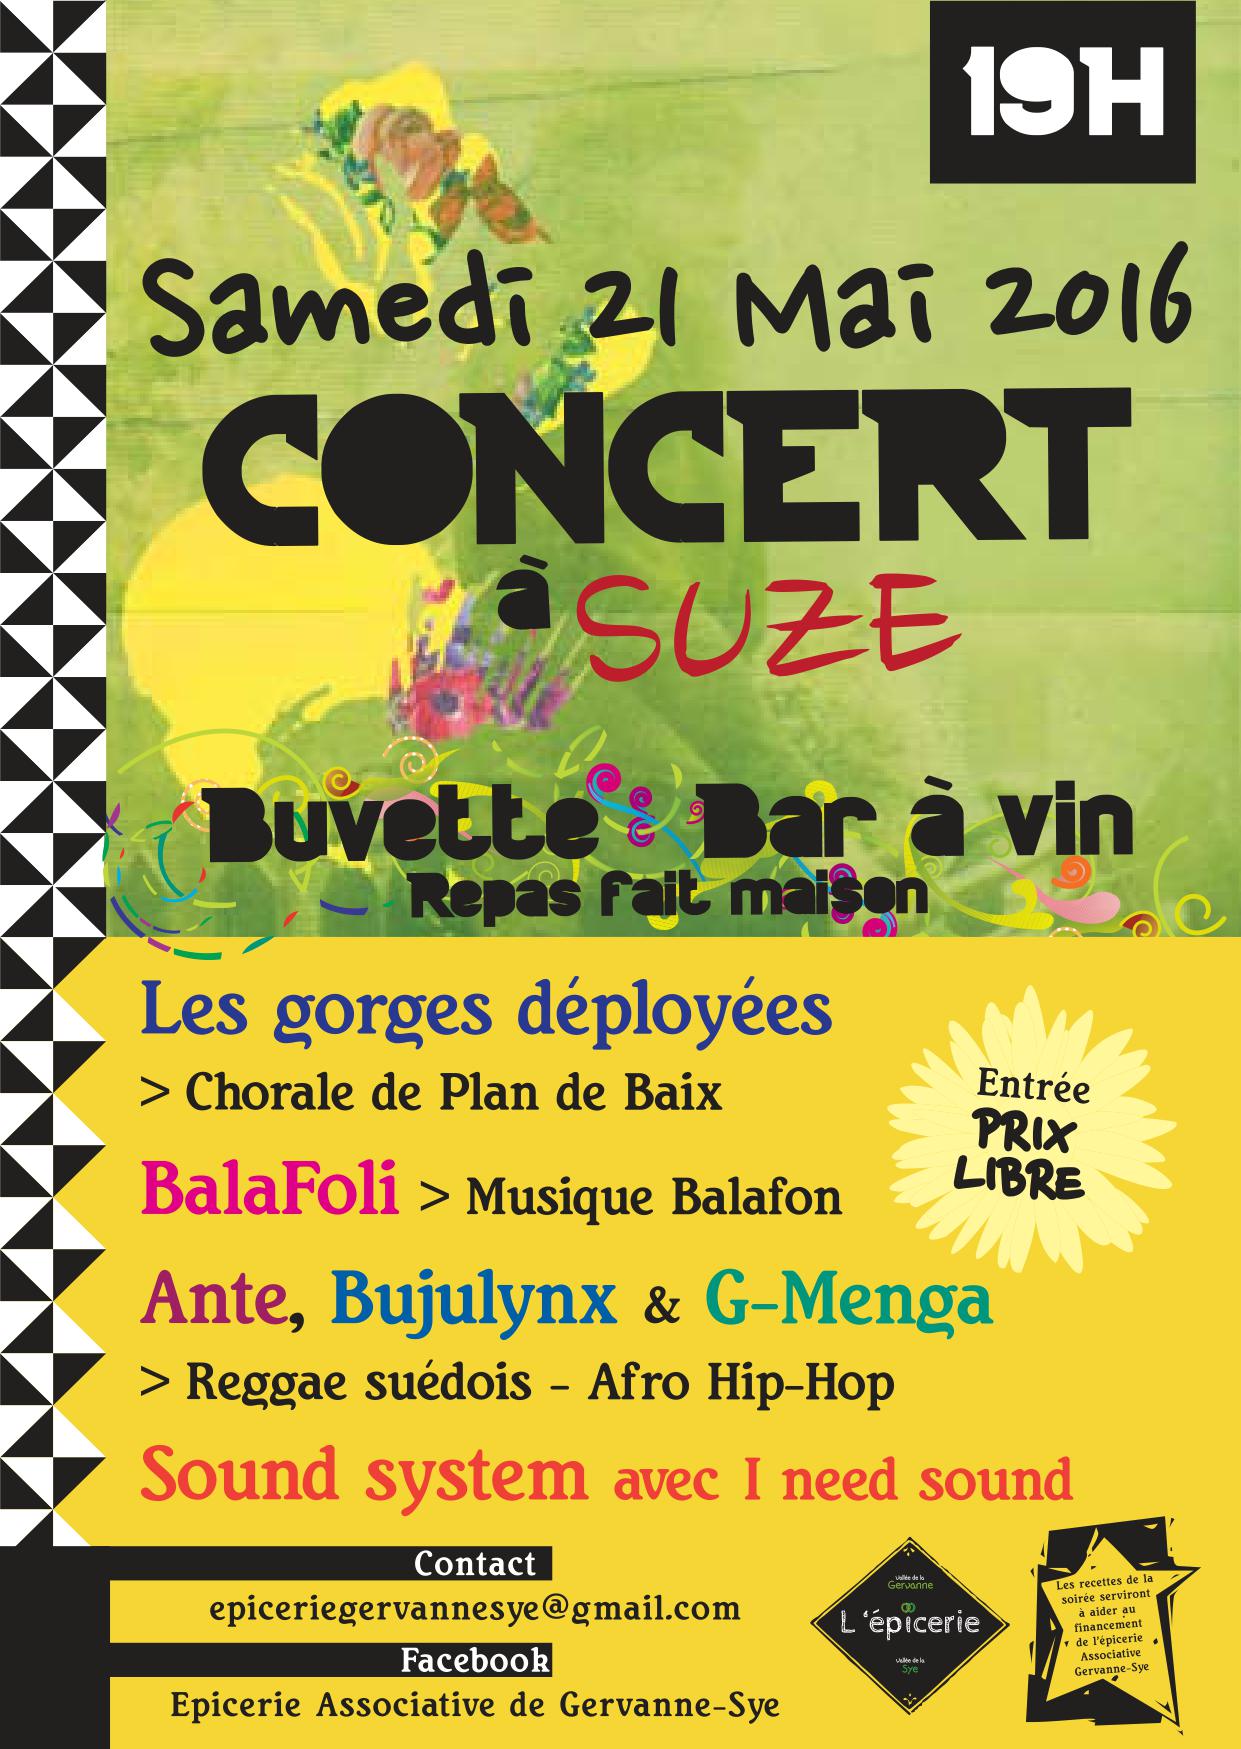 19H
Samedi 21 Mai 2016
CONCERT
à SUZE
Buvette Bar à vin
Repas fait maison
Les gorges déployées
> Chorale de Plan de Baix
Entrée
PRIX
LIBRE
BalaFoli > Musique Balafon
Ante, Bujulynx & G-Menga
> Reggae suédois - Afro Hip-Hop
Sound system avec I need sound
Contact
epiceriegervannesye@gmail.com
Facebook
Epicerie Associative de Gervanne-Sye
Vallée de la
Gervanne
L'épicerie
Vallée de la
Sye
Les recettes de la
soirée serviront
à aider au
financement
de l'épicerie
Associative
Gervanne-Sye